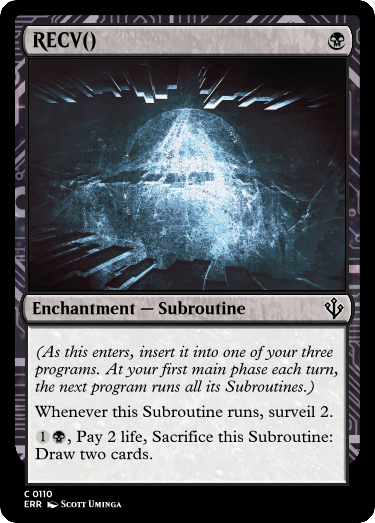 RECV()
Enchantment — Subroutine
(As this enters, insert it into one of your three
programs. At your first main phase each turn,
the next program runs all its Subroutines.)
Whenever this Subroutine runs, surveil 2.
1 , Pay 2 life, Sacrifice this Subroutine:
Draw two cards.
C 0110
ERR Scott Uminga